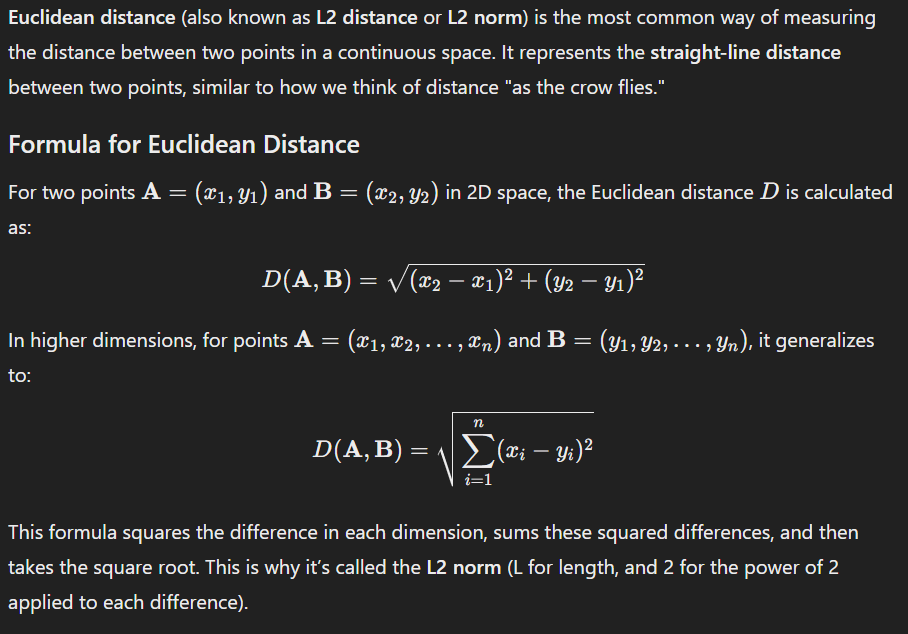 Euclidean distance (also known as L2 distance or L2 norm) is the most common way of measuring
the distance between two points in a continuous space. It represents the straight-line distance
between two points, similar to how we think of distance "as the crow flies."
Formula for Euclidean Distance
For two points A = (x₁, y₁) and B = (x₂, y₂) in 2D space, the Euclidean distance D is calculated
as:
D(A, B) = √((x₂ − x₁)² + (y₂ − y₁)²)
In higher dimensions, for points A = (x₁, x₂, . . . , xₙ) and B = (y₁, y₂, . . . , yₙ), it generalizes
to:
D(A, B) = √(∑ᵢ₌₁ⁿ (xᵢ − yᵢ)²)
This formula squares the difference in each dimension, sums these squared differences, and then
takes the square root. This is why it's called the L2 norm (L for length, and 2 for the power of 2
applied to each difference).